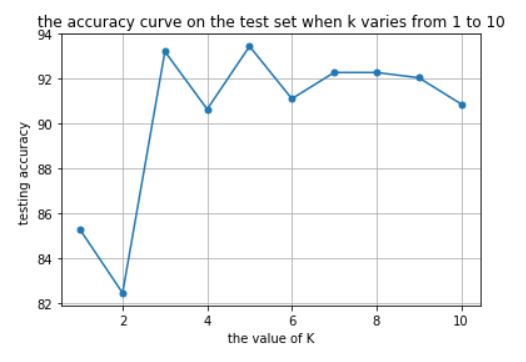 the accuracy curve on the test set when k varies from 1 to 10
94
92
90
88
86
84
82
testing accuracy
2 4 6 8 10
the value of K